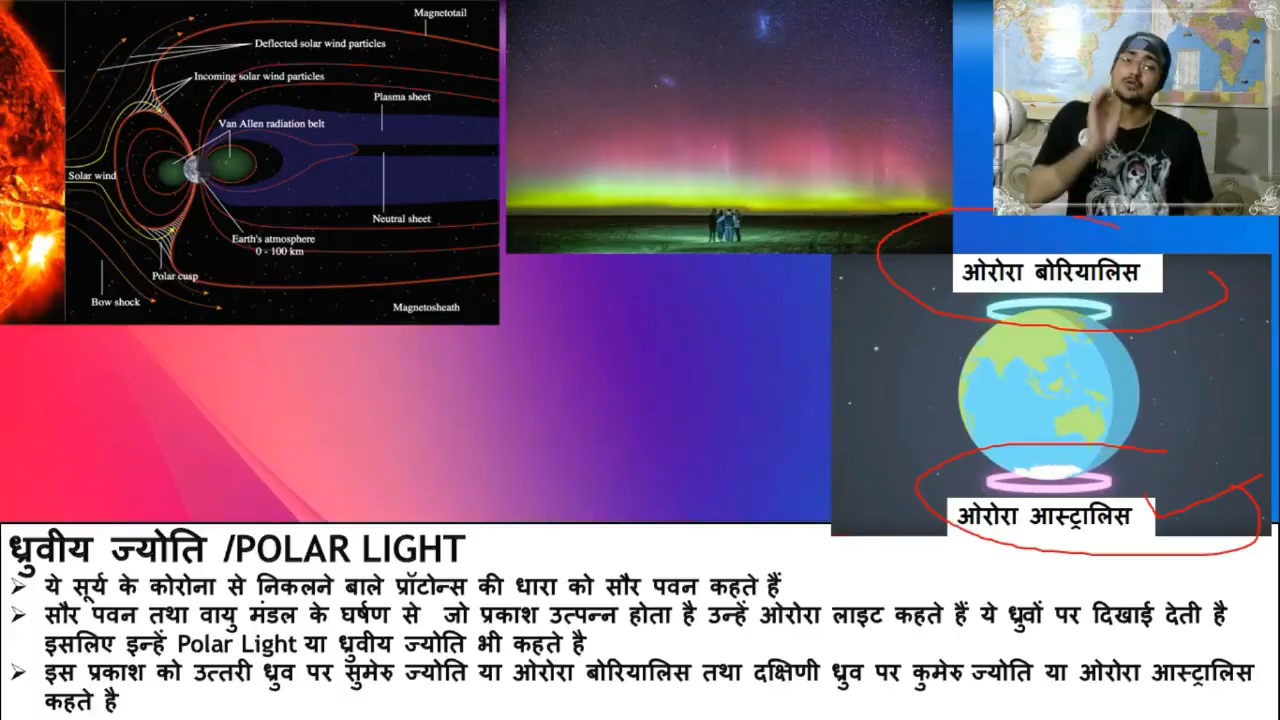 Magnetotail
Deflected solar wind particles
Incoming solar wind particles
Plasma sheet
Van Allen radiation belt
Solar wind
Neutral sheet
Earth's atmosphere
0 - 100 km
Polar cusp
Bow shock
Magnetosheath
ओरोरा बोरियालिस
ओरोरा आस्ट्रालिस
ध्रुवीय ज्योति /POLAR LIGHT
ये सूर्य के कोरोना से निकलने बाले प्रॉटोन्स की धारा को सौर पवन कहते हैं
सौर पवन तथा वायु मंडल के घर्षण से जो प्रकाश उत्पन्न होता है उन्हें ओरोरा लाइट कहते हैं ये ध्रुवों पर दिखाई देती है
इसलिए इन्हें Polar Light या ध्रुवीय ज्योति भी कहते है
इस प्रकाश को उत्तरी ध्रुव पर सुमेरु ज्योति या ओरोरा बोरियालिस तथा दक्षिणी ध्रुव पर कुमेरु ज्योति या ओरोरा आस्ट्रालिस
कहते है